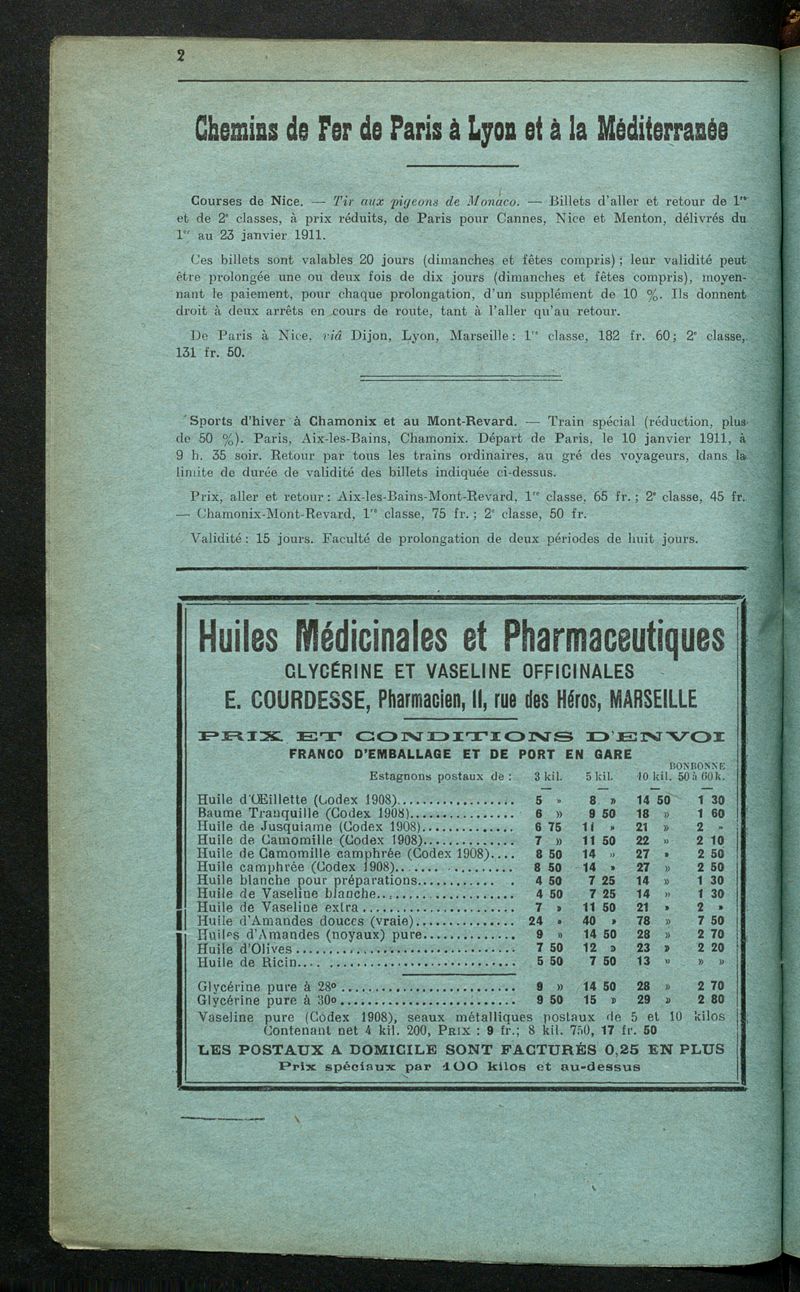 2
Chemins de Fer de Paris à Lyon et à la Méditerranée
Courses de Nice. — Tir aux pigeons de Monaco. — Billets d'aller et retour de 1re
et de 2e classes, à prix réduits, de Paris pour Cannes, Nice et Menton, délivrés du
1er au 23 janvier 1911.
Ces billets sont valables 20 jours (dimanches et fêtes compris) ; leur validité peut
être prolongée une ou deux fois de dix jours (dimanches et fêtes compris), moyen-
nant le paiement, pour chaque prolongation, d'un supplément de 10 %. Ils donnent
droit à deux arrêts en cours de route, tant à l'aller qu'au retour.
De Paris à Nice, viâ Dijon, Lyon, Marseille : 1re classe, 182 fr. 60 ; 2e classe,
131 fr. 50.
Sports d'hiver à Chamonix et au Mont-Revard. — Train spécial (réduction, plus
de 50 %). Paris, Aix-les-Bains, Chamonix. Départ de Paris, le 10 janvier 1911, à
9 h. 35 soir. Retour par tous les trains ordinaires, au gré des voyageurs, dans la
limite de durée de validité des billets indiquée ci-dessus.
Prix, aller et retour : Aix-les-Bains-Mont-Revard, 1re classe, 65 fr. ; 2e classe, 45 fr.
— Chamonix-Mont-Revard, 1re classe, 75 fr. ; 2e classe, 50 fr.
Validité : 15 jours. Faculté de prolongation de deux périodes de huit jours.
Huiles Médicinales et Pharmaceutiques
GLYCÉRINE ET VASELINE OFFICINALES
E. COURDESSE, Pharmacien, 11, rue des Héros, MARSEILLE
PRIX ET CONDITIONS D'ENVOI
FRANCO D'EMBALLAGE ET DE PORT EN GARE
BONBONNE
Estagnons postaux de : 3 kil. 5 kil. 10 kil. 50 à 60 k.
Huile d'Œillette (Codex 1908) 5 » 8 » 14 50 1 30
Baume Tranquille (Codex 1908) 6 » 9 50 18 » 1 60
Huile de Jusquiame (Codex 1908) 6 75 11 » 21 » 2 »
Huile de Camomille (Codex 1908) 7 » 11 50 22 » 2 10
Huile de Camomille camphrée (Codex 1908) 8 50 14 » 27 » 2 50
Huile camphrée (Codex 1908) 8 50 14 » 27 » 2 50
Huile blanche pour préparations 4 50 7 25 14 » 1 30
Huile de Vaseline blanche 4 50 7 25 14 » 1 30
Huile de Vaseline extra 7 » 11 50 21 » 2 »
Huile d'Amandes douces (vraie) 24 » 40 » 78 » 7 50
Huiles d'Amandes (noyaux) pure 9 » 14 50 28 » 2 70
Huile d'Olives 7 50 12 » 23 » 2 20
Huile de Ricin 5 50 7 50 13 » » »
Glycérine pure à 28° 9 » 14 50 28 » 2 70
Glycérine pure à 30° 9 50 15 » 29 » 2 80
Vaseline pure (Codex 1908), seaux métalliques postaux de 5 et 10 kilos
Contenant net 4 kil. 200, PRIX : 9 fr.; 8 kil. 750, 17 fr. 50
LES POSTAUX A DOMICILE SONT FACTURÉS 0,25 EN PLUS
Prix spéciaux par 100 kilos et au-dessus